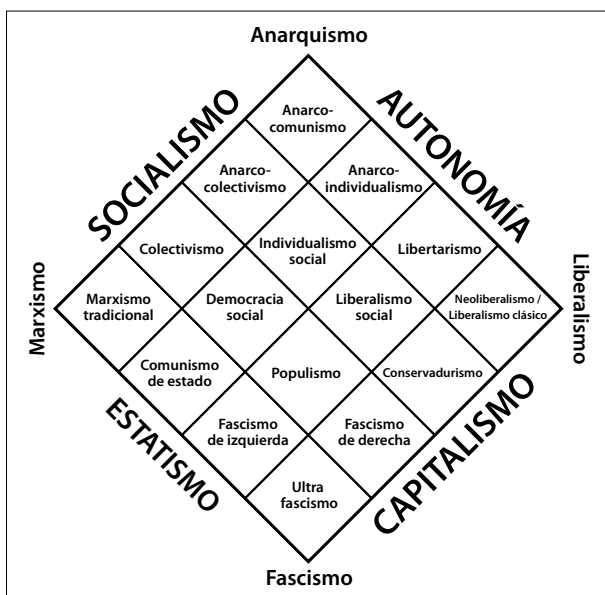 Anarquismo
SOCIALISMO
AUTONOMÍA
Anarco-
comunismo
Anarco-
colectivismo
Anarco-
individualismo
Colectivismo
Individualismo
social
Libertarismo
Marxismo
Liberalismo
Marxismo
tradicional
Democracia
social
Liberalismo
social
Neoliberalismo /
Liberalismo clásico
Comunismo
de estado
Populismo
Conservadurismo
ESTATISMO
CAPITALISMO
Fascismo
de izquierda
Fascismo
de derecha
Ultra
fascismo
Fascismo